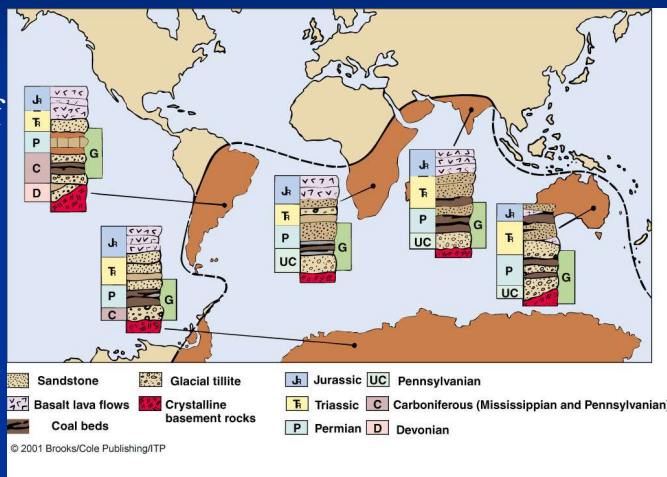 JR
TR
P
C
D
G
JR
TR
P
UC
G
JR
TR
P
UC
G
JR
TR
P
UC
G
JR
TR
P
C
G
Sandstone
Glacial tillite
JR Jurassic
UC Pennsylvanian
Basalt lava flows
Crystalline
basement rocks
TR Triassic
C Carboniferous (Mississippian and Pennsylvanian
Coal beds
P Permian
D Devonian
© 2001 Brooks/Cole Publishing/ITP